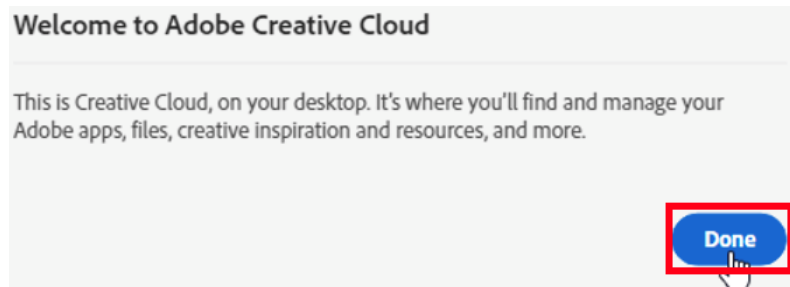 Welcome to Adobe Creative Cloud
This is Creative Cloud, on your desktop. It's where you'll find and manage your
Adobe apps, files, creative inspiration and resources, and more.
Done